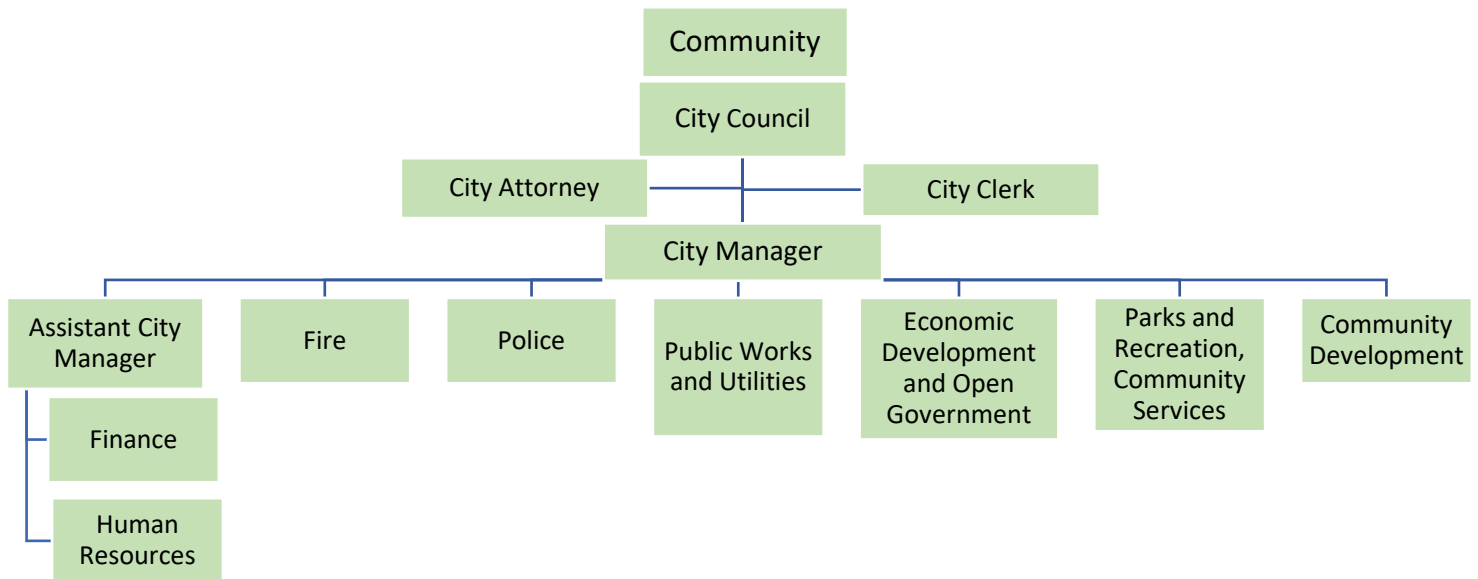 Community
City Council
City Attorney
City Clerk
City Manager
Assistant City
Manager
Fire
Police
Public Works
and Utilities
Economic
Development
and Open
Government
Parks and
Recreation,
Community
Services
Community
Development
Finance
Human
Resources